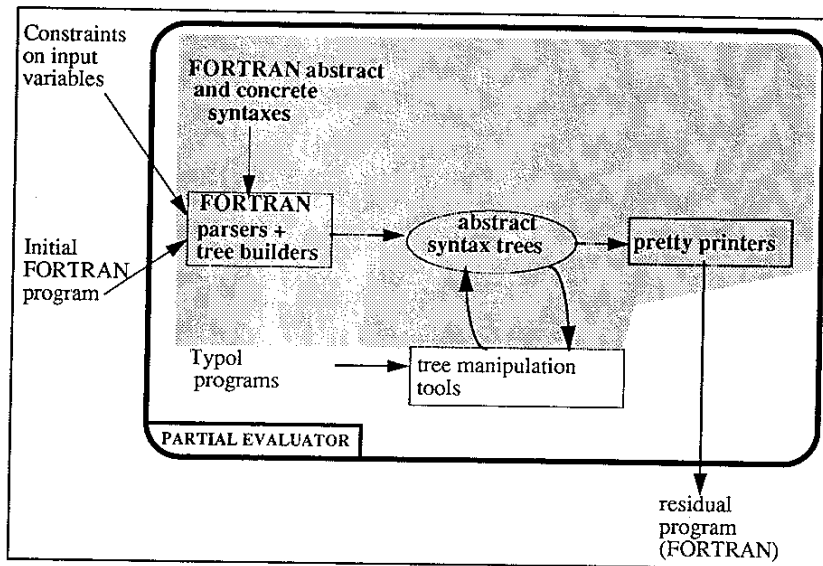 Constraints
on input
variables
FORTRAN abstract
and concrete
syntaxes
FORTRAN
parsers +
tree builders
abstract
syntax trees
pretty printers
Initial
FORTRAN
program
Typol
programs
tree manipulation
tools
PARTIAL EVALUATOR
residual
program
(FORTRAN)